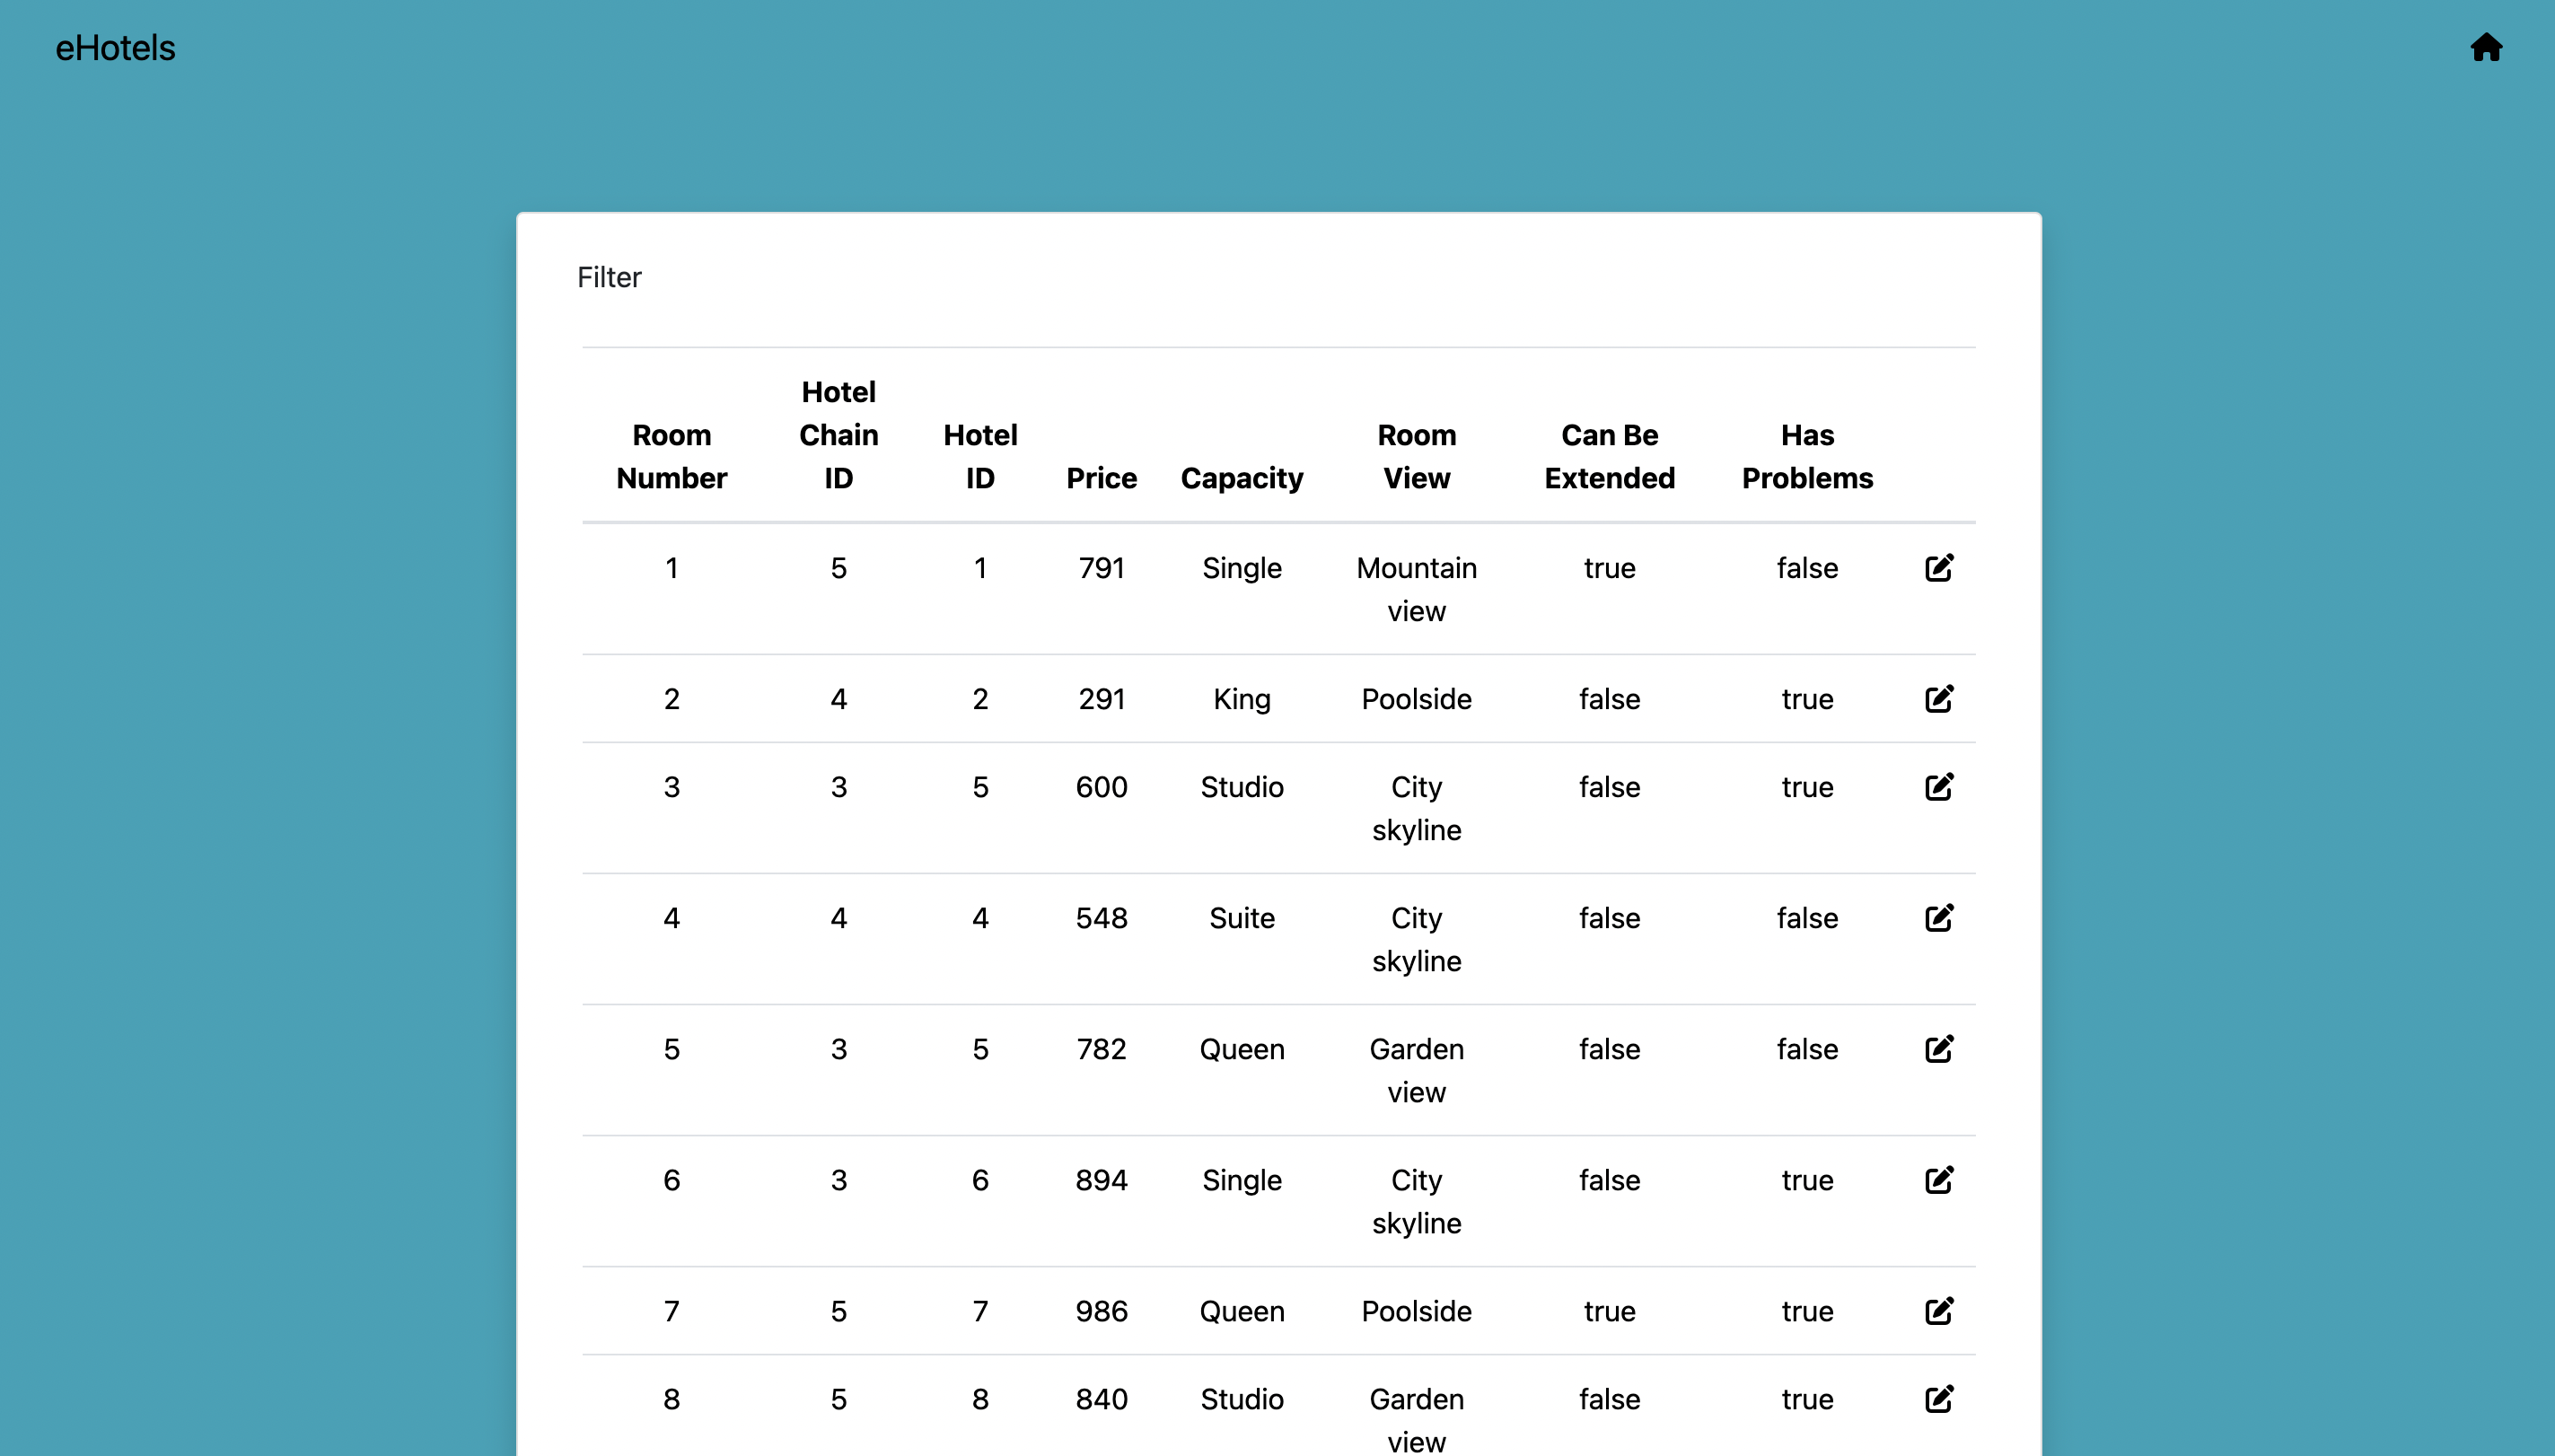 eHotels
Filter
Room Number Hotel Chain ID Hotel ID Price Capacity Room View Can Be Extended Has Problems
1 5 1 791 Single Mountain view true false
2 4 2 291 King Poolside false true
3 3 5 600 Studio City skyline false true
4 4 4 548 Suite City skyline false false
5 3 5 782 Queen Garden view false false
6 3 6 894 Single City skyline false true
7 5 7 986 Queen Poolside true true
8 5 8 840 Studio Garden view false true